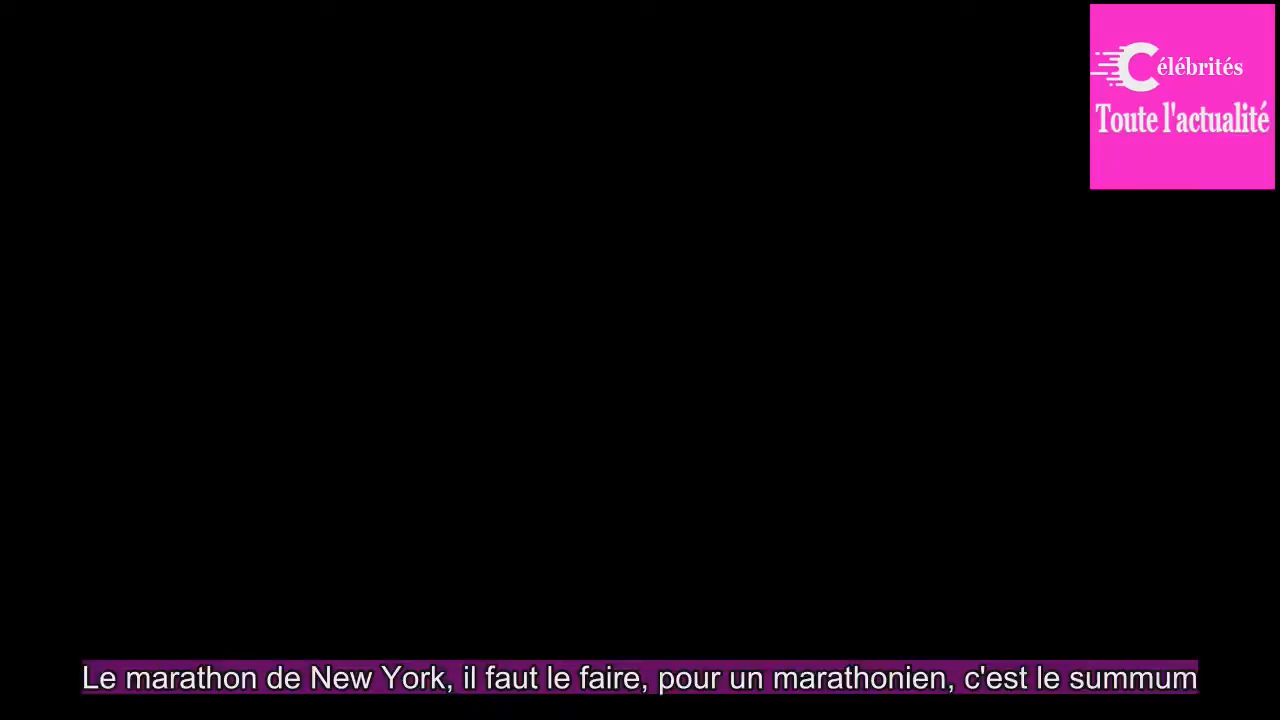 Célébrités
Toute l'actualité
Le marathon de New York, il faut le faire, pour un marathonien, c'est le summum